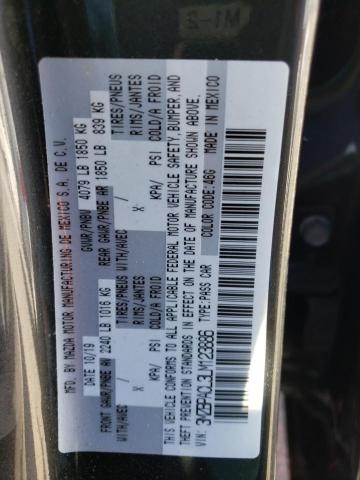 MFD. BY MAZDA MOTOR MANUFACTURING DE MEXICO S.A. DE C.V.
DATE 10/19 GVWR/PNBV 4079 LB 1850 KG
FRONT GAWR/PNBE AV 2240 LB 1016 KG REAR GAWR/PNBE AR 1850 LB 839 KG
WITH/AVEC TIRES/PNEUS WITH/AVEC TIRES/PNEUS
/ X RIMS/JANTES / X RIMS/JANTES
KPA/ PSI COLD/A FROID KPA/ PSI COLD/A FROID
THIS VEHICLE CONFORMS TO ALL APPLICABLE FEDERAL MOTOR VEHICLE SAFETY,BUMPER,AND
THEFT PREVENTION STANDARDS IN EFFECT ON THE DATE OF MANUFACTURE SHOWN ABOVE.
COLOR CODE:46G MADE IN MEXICO
VIN: 3MZBPACL3LM123886 TYPE:PASS CAR